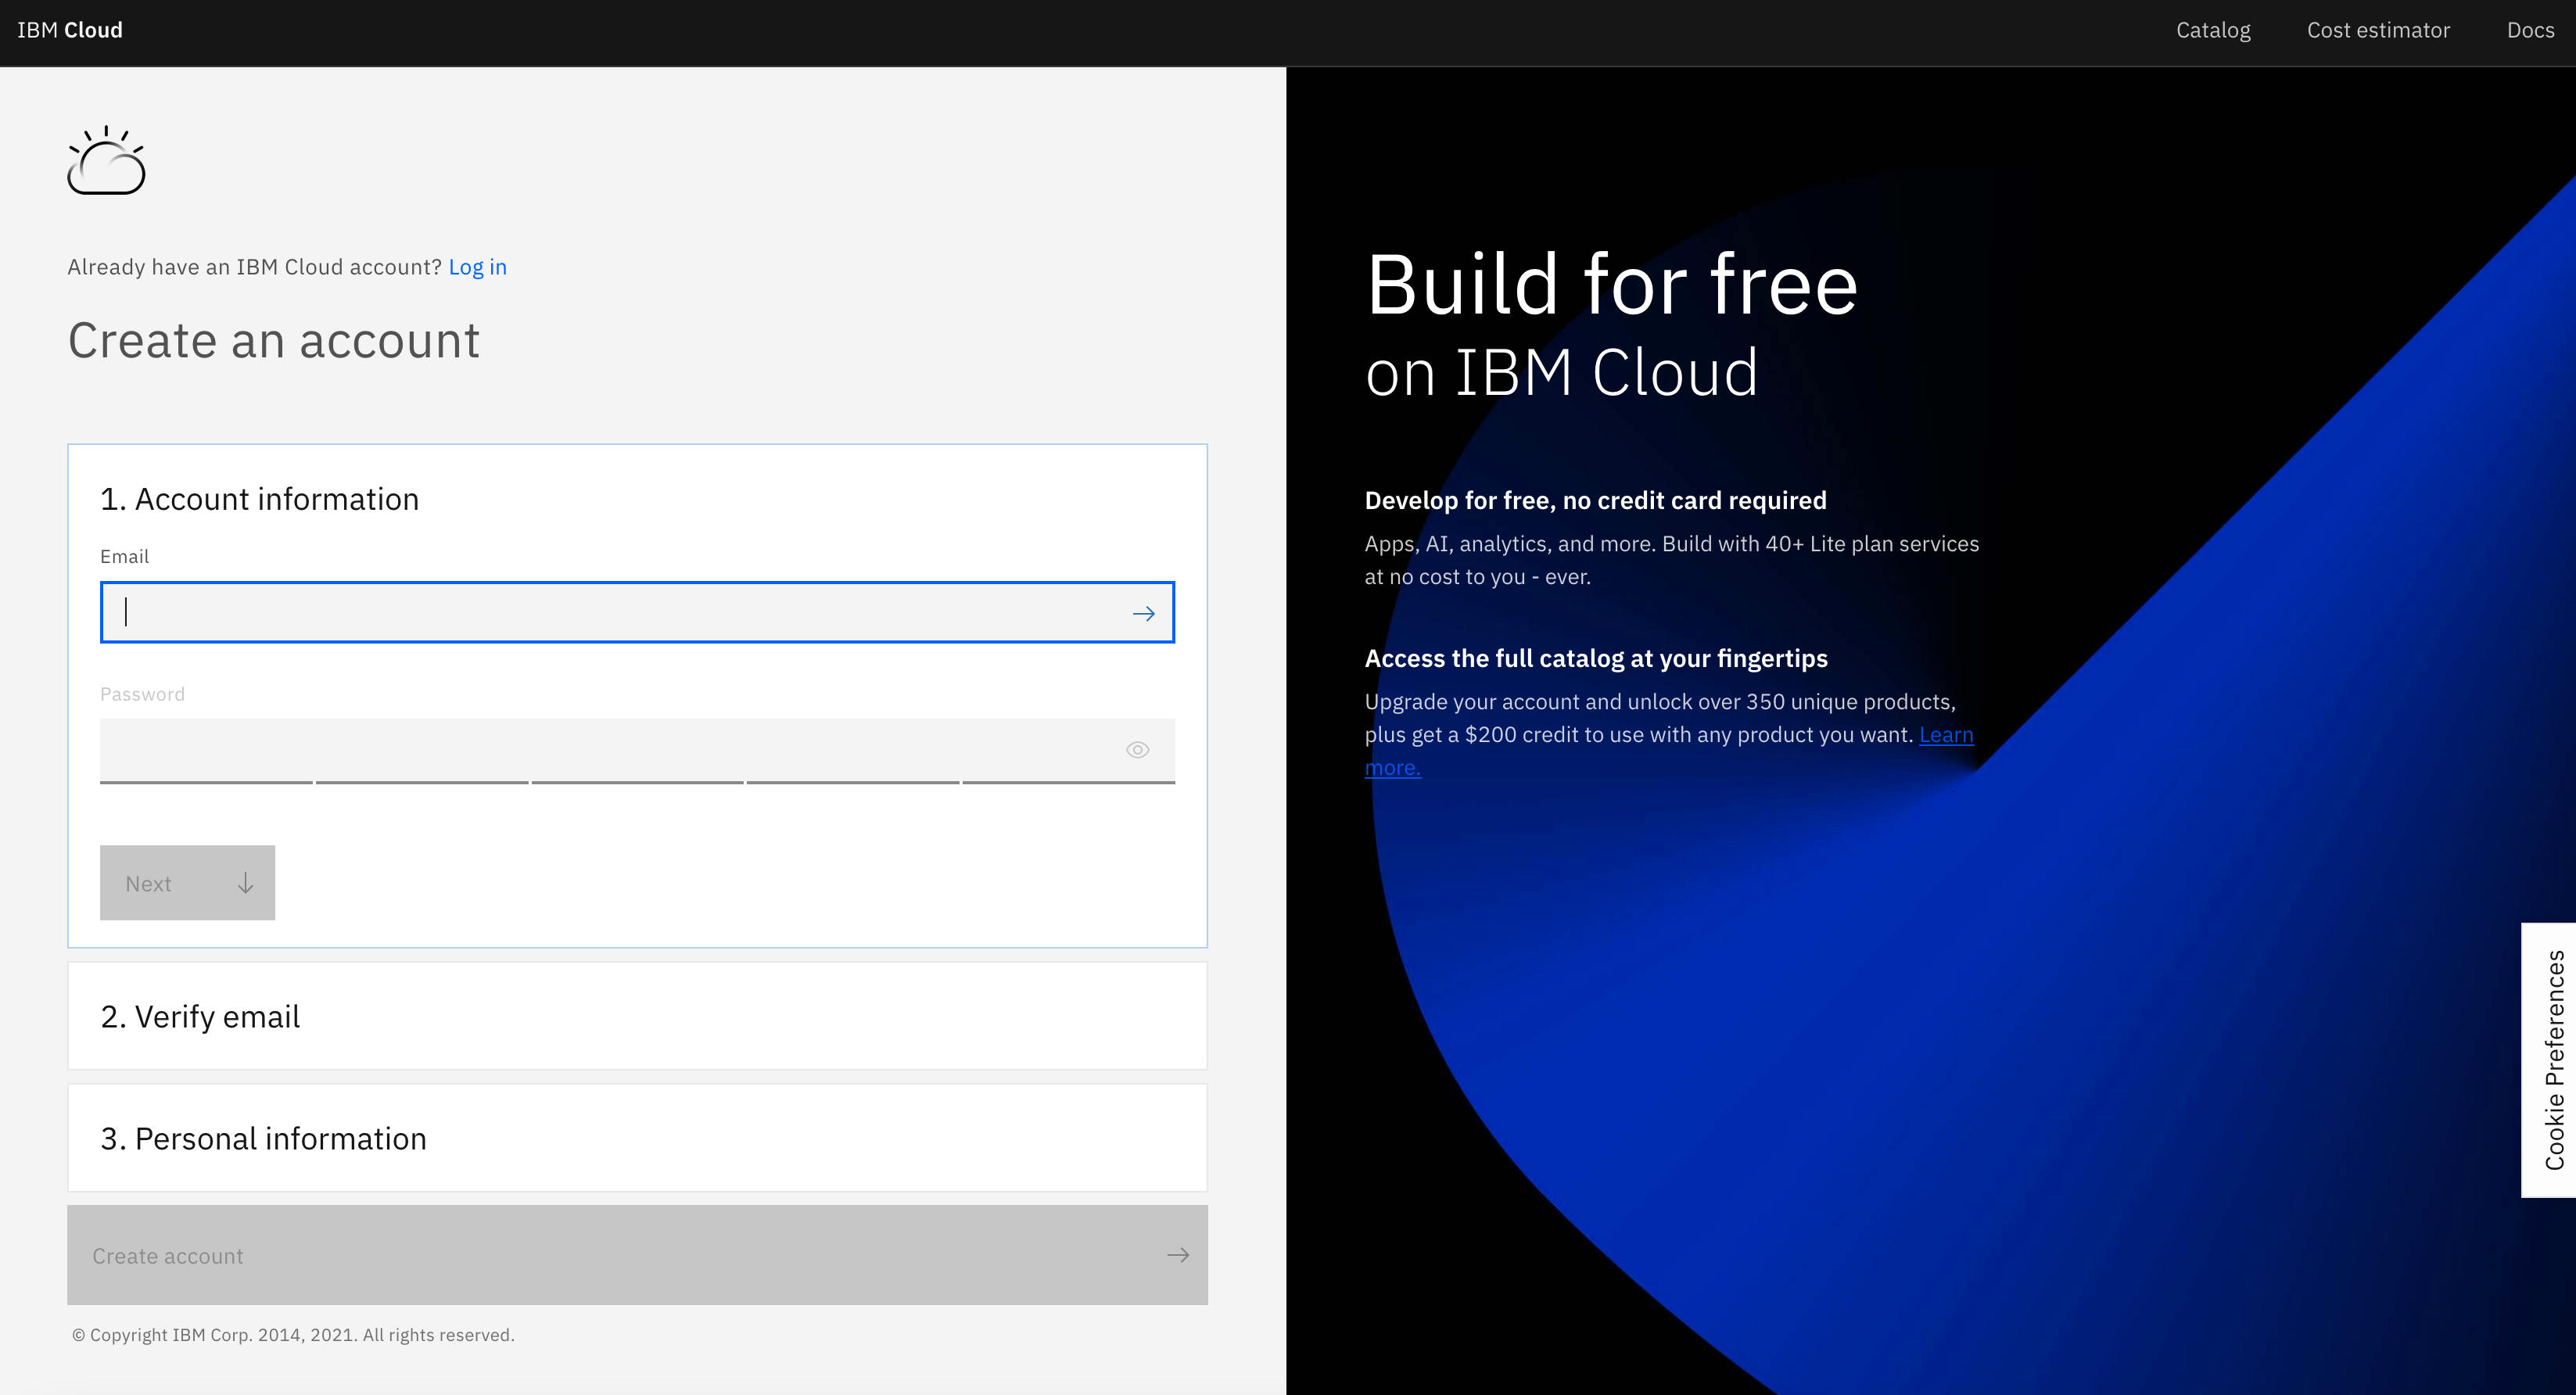 IBM Cloud
Catalog
Cost estimator
Docs
Already have an IBM Cloud account? Log in
Create an account
1. Account information
Email
Password
Next
2. Verify email
3. Personal information
Create account
© Copyright IBM Corp. 2014, 2021. All rights reserved.
Build for free
on IBM Cloud
Develop for free, no credit card required
Apps, AI, analytics, and more. Build with 40+ Lite plan services
at no cost to you - ever.
Access the full catalog at your fingertips
Upgrade your account and unlock over 350 unique products,
plus get a $200 credit to use with any product you want. Learn
more.
Cookie Preferences